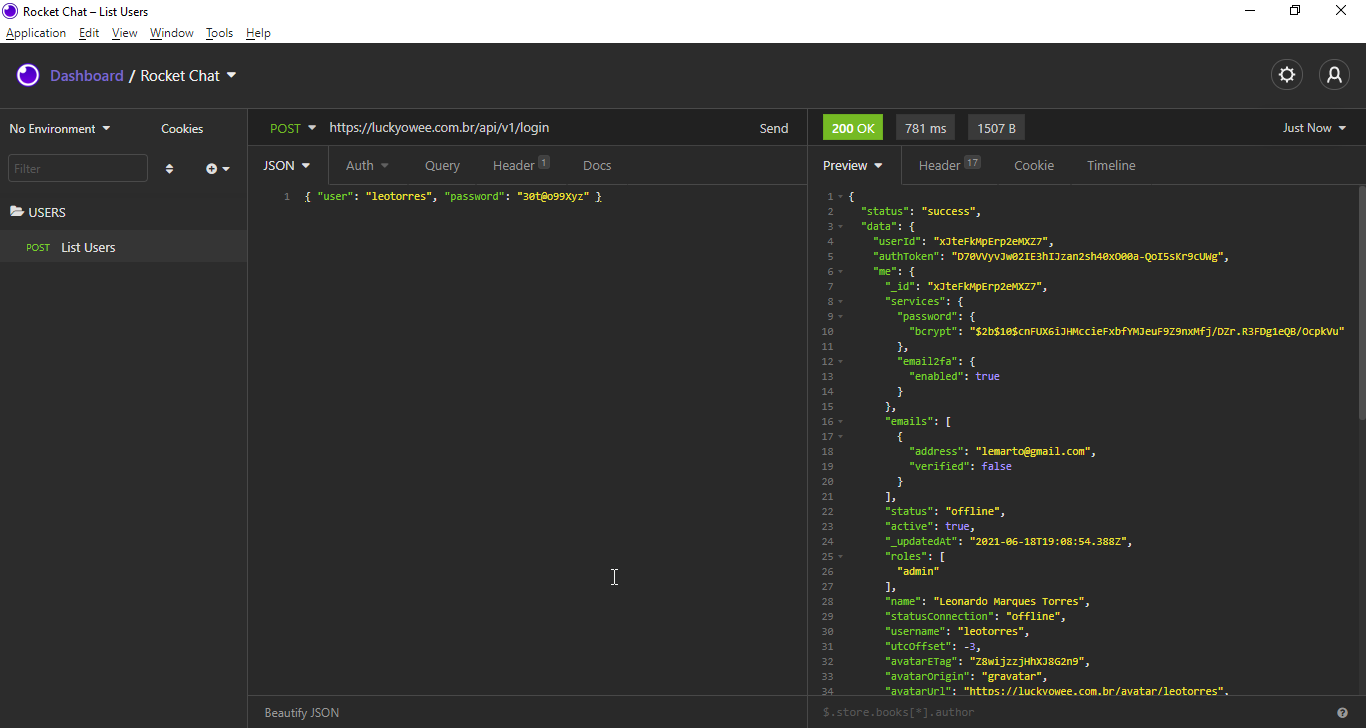 Rocket Chat – List Users
Application Edit View Window Tools Help
Dashboard / Rocket Chat
No Environment Cookies
Filter
USERS
POST List Users
POST https://luckyowee.com.br/api/v1/login Send
JSON Auth Query Header 1 Docs
1 { "user": "leotorres", "password": "30t@o99Xyz" }
Beautify JSON
200 OK 781 ms 1507 B Just Now
Preview Header 17 Cookie Timeline
1 {
2 "status": "success",
3 "data": {
4 "userId": "xJteFkMpErp2eMXZ7",
5 "authToken": "D70VVyvJw02IE3hIJzan2sh40xO00a-QoI5sKr9cUWg",
6 "me": {
7 "_id": "xJteFkMpErp2eMXZ7",
8 "services": {
9 "password": {
10 "bcrypt": "$2b$10$cnFUX6iJHMccieFxbfYMJeuF9Z9nxMfj/DZr.R3FDg1eQB/OcpkVu"
11 },
12 "email2fa": {
13 "enabled": true
14 }
15 },
16 "emails": [
17 {
18 "address": "lemarto@gmail.com",
19 "verified": false
20 }
21 ],
22 "status": "offline",
23 "active": true,
24 "_updatedAt": "2021-06-18T19:08:54.388Z",
25 "roles": [
26 "admin"
27 ],
28 "name": "Leonardo Marques Torres",
29 "statusConnection": "offline",
30 "username": "leotorres",
31 "utcOffset": -3,
32 "avatarETag": "Z8wijzzjHhXJ8G2n9",
33 "avatarOrigin": "gravatar",
34 "avatarUrl": "https://luckyowee.com.br/avatar/leotorres",
$.store.books[*].author